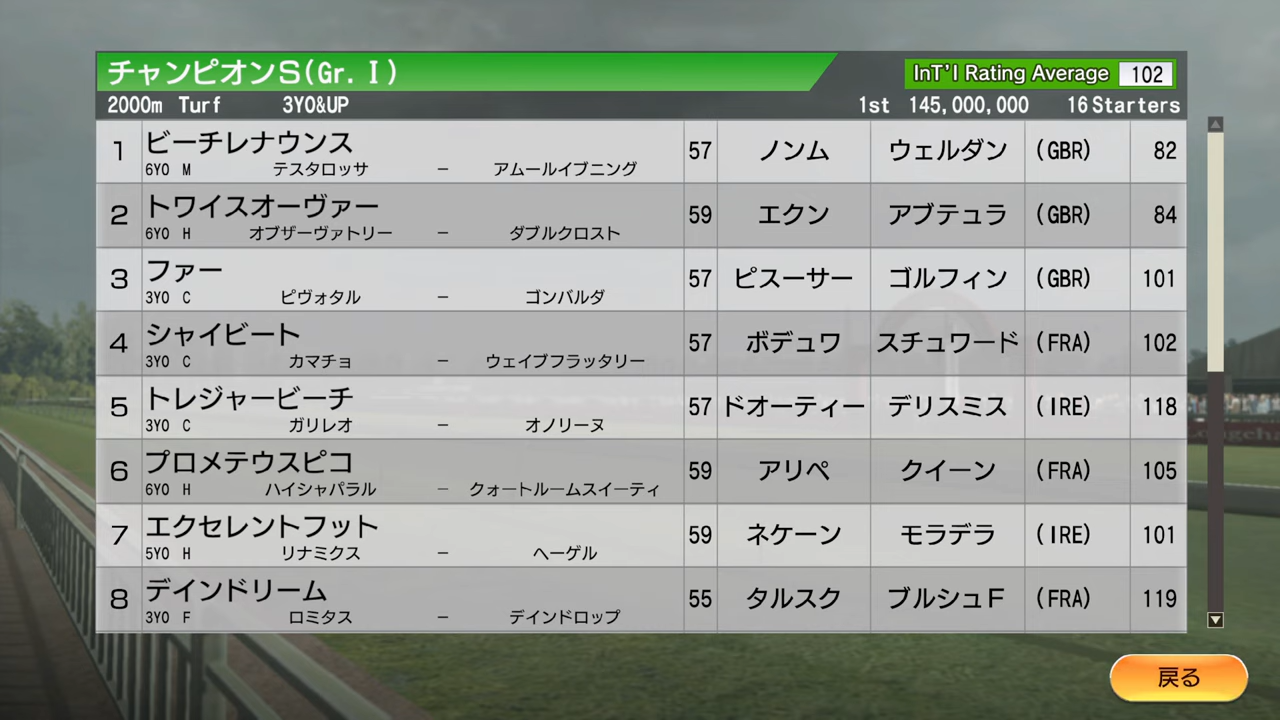 チャンピオンS(Gr.Ⅰ)
InT'l Rating Average 102
2000m Turf 3YO&UP 1st 145,000,000 16Starters
1 ビーチレナウンス 57 ノンム ウェルダン (GBR) 82
6YO M テスタロッサ － アムールイブニング
2 トワイスオーヴァー 59 エクン アブテュラ (GBR) 84
6YO H オブザーヴァトリー － ダブルクロスト
3 ファー 57 ピスーサー ゴルフィン (GBR) 101
3YO C ピヴォタル － ゴンバルダ
4 シャイビート 57 ボデュワ スチュワード (FRA) 102
3YO C カマチョ － ウェイブフラッタリー
5 トレジャービーチ 57 ドオーティー デリスミス (IRE) 118
3YO C ガリレオ － オノリーヌ
6 プロメテウスピコ 59 アリペ クイーン (FRA) 105
6YO H ハイシャパラル － クォートルームスイーティ
7 エクセレントフット 59 ネケーン モラデラ (IRE) 101
5YO H リナミクス － ヘーゲル
8 デインドリーム 55 タルスク ブルシュF (FRA) 119
3YO F ロミタス － デインドロップ
戻る